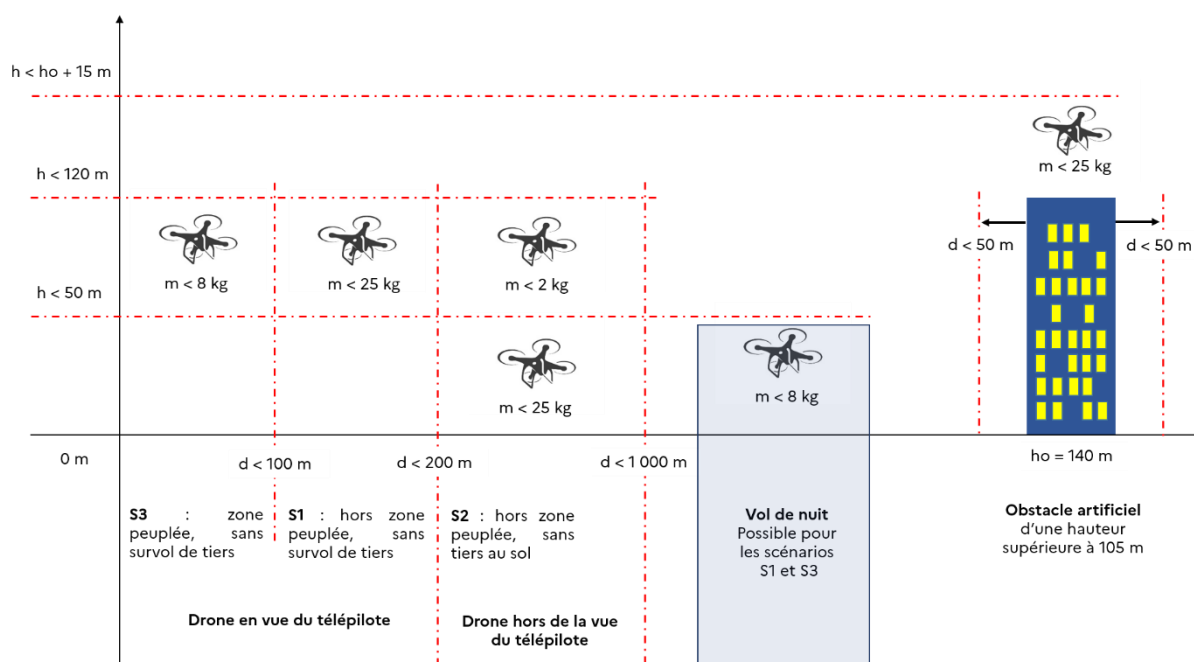 h < ho + 15 m
m < 25 kg
h < 120 m
d < 50 m
d < 50 m
m < 8 kg
m < 25 kg
m < 2 kg
h < 50 m
m < 25 kg
m < 8 kg
0 m
d < 100 m
d < 200 m
d < 1 000 m
ho = 140 m
S3 : zone
peuplée, sans
survol de tiers
S1 : hors zone
peuplée, sans
survol de tiers
S2 : hors zone
peuplée, sans
tiers au sol
Vol de nuit
Possible pour
les scénarios
S1 et S3
Obstacle artificiel
d'une hauteur
supérieure à 105 m
Drone en vue du télépilote
Drone hors de la vue
du télépilote